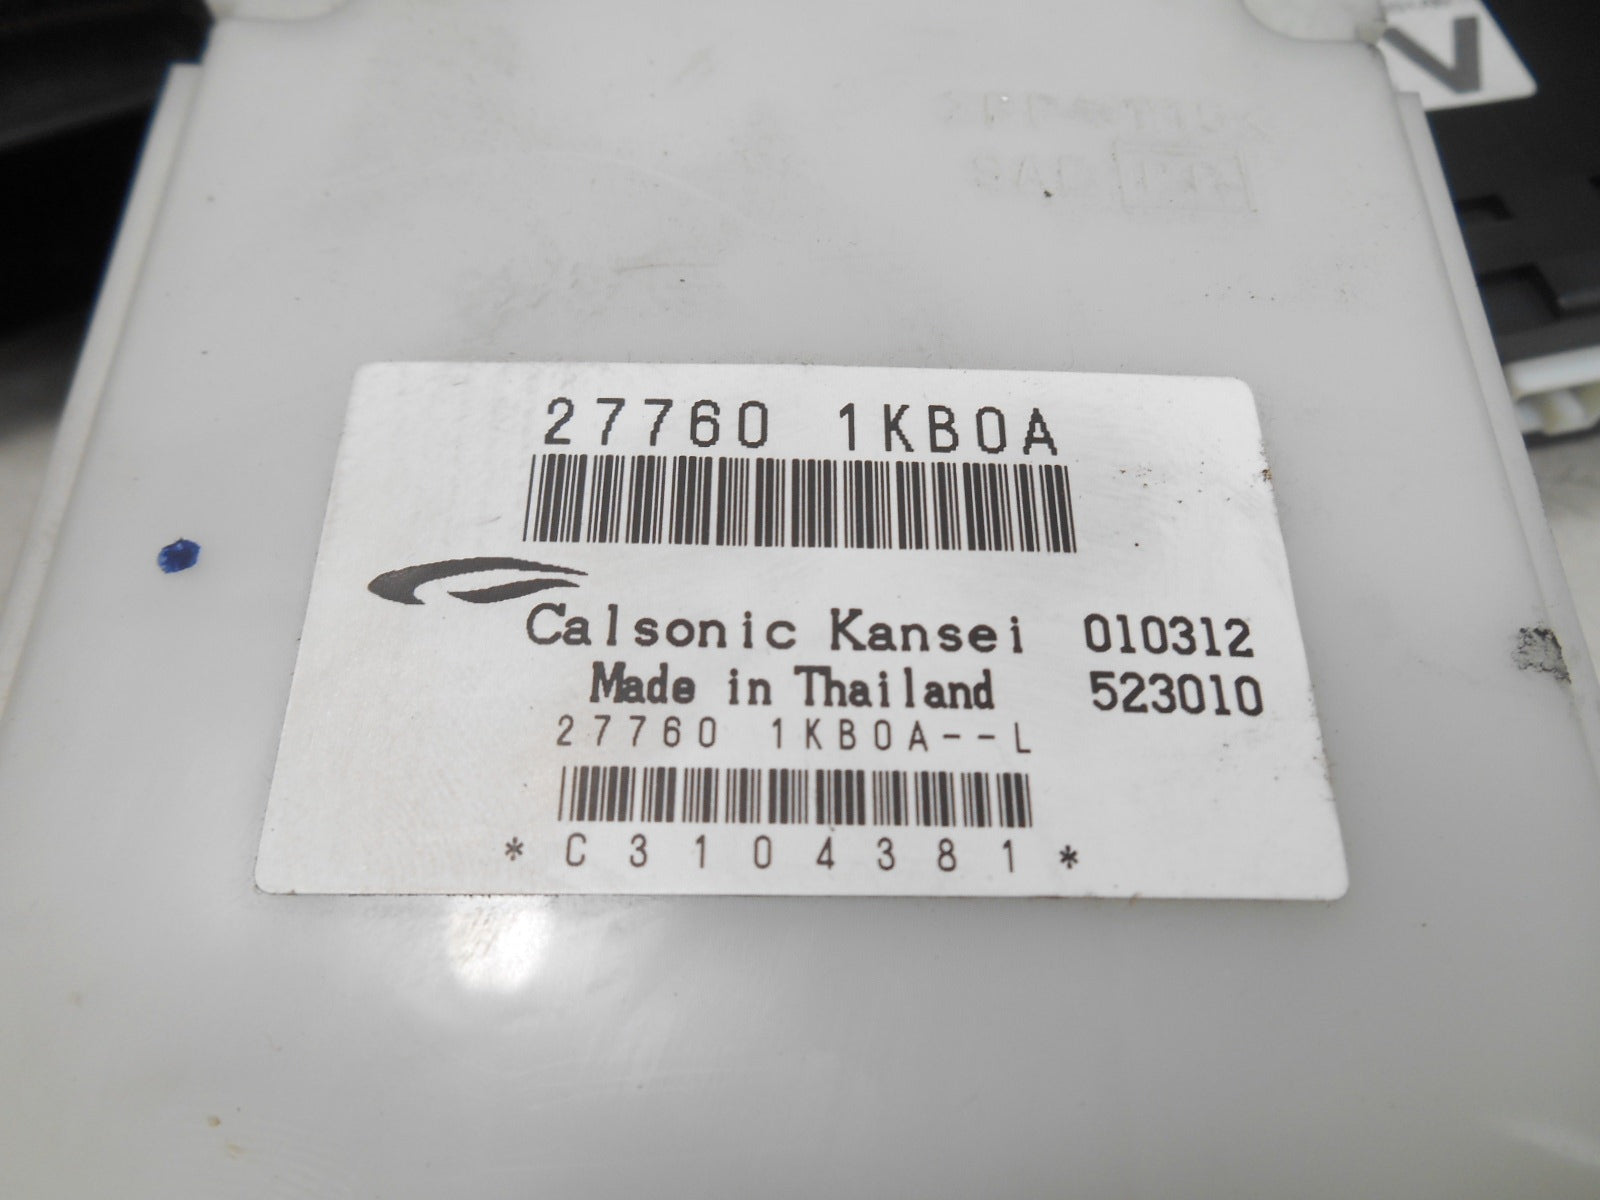 V
27760 1KB0A
Calsonic Kansei 010312
Made in Thailand 523010
27760 1KB0A--L
* C3104381 *